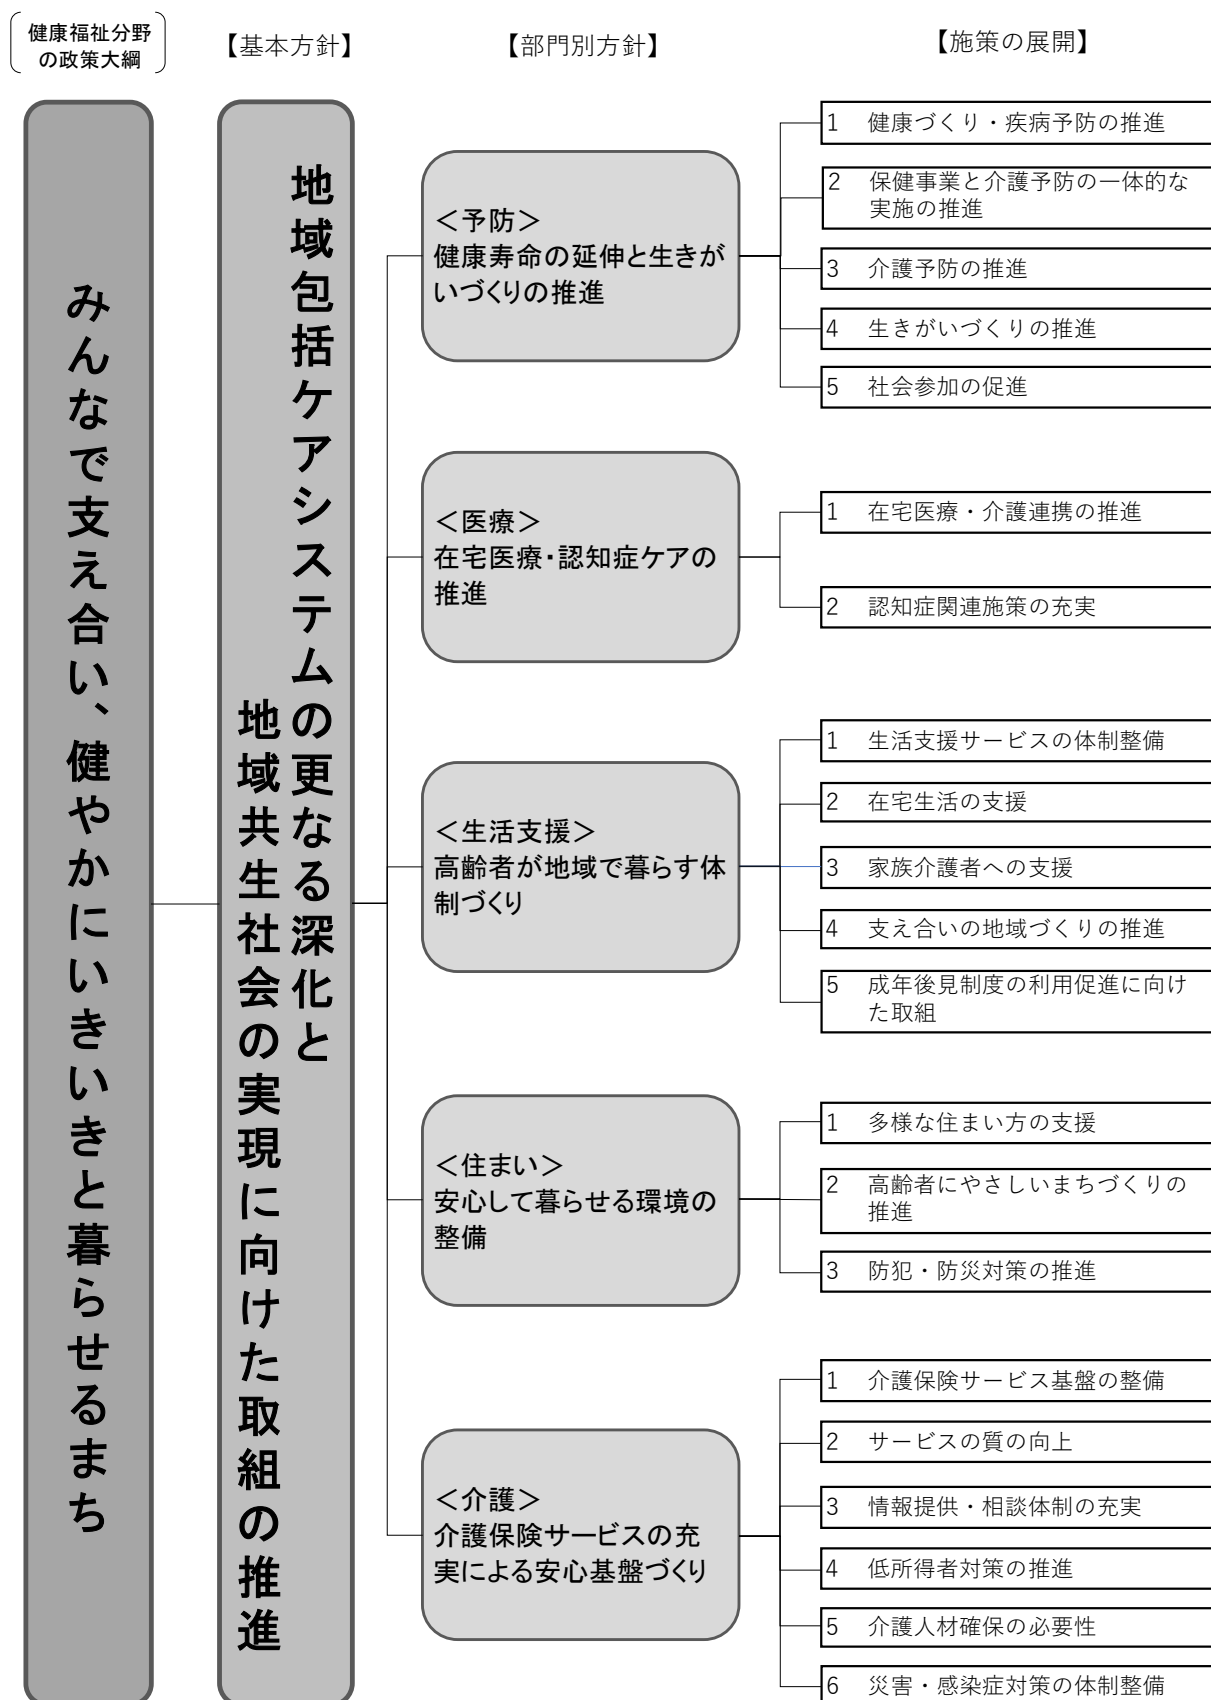 健康福祉分野
の政策大綱
【基本方針】
【部門別方針】
【施策の展開】
みんなで支え合い、健やかにいきいきと暮らせるまち
地域包括ケアシステムの更なる深化と
地域共生社会の実現に向けた取組の推進
＜予防＞
健康寿命の延伸と生きが
いづくりの推進
1 健康づくり・疾病予防の推進
2 保健事業と介護予防の一体的な
実施の推進
3 介護予防の推進
4 生きがいづくりの推進
5 社会参加の促進
＜医療＞
在宅医療・認知症ケアの
推進
1 在宅医療・介護連携の推進
2 認知症関連施策の充実
＜生活支援＞
高齢者が地域で暮らす体
制づくり
1 生活支援サービスの体制整備
2 在宅生活の支援
3 家族介護者への支援
4 支え合いの地域づくりの推進
5 成年後見制度の利用促進に向け
た取組
＜住まい＞
安心して暮らせる環境の
整備
1 多様な住まい方の支援
2 高齢者にやさしいまちづくりの
推進
3 防犯・防災対策の推進
＜介護＞
介護保険サービスの充
実による安心基盤づくり
1 介護保険サービス基盤の整備
2 サービスの質の向上
3 情報提供・相談体制の充実
4 低所得者対策の推進
5 介護人材確保の必要性
6 災害・感染症対策の体制整備